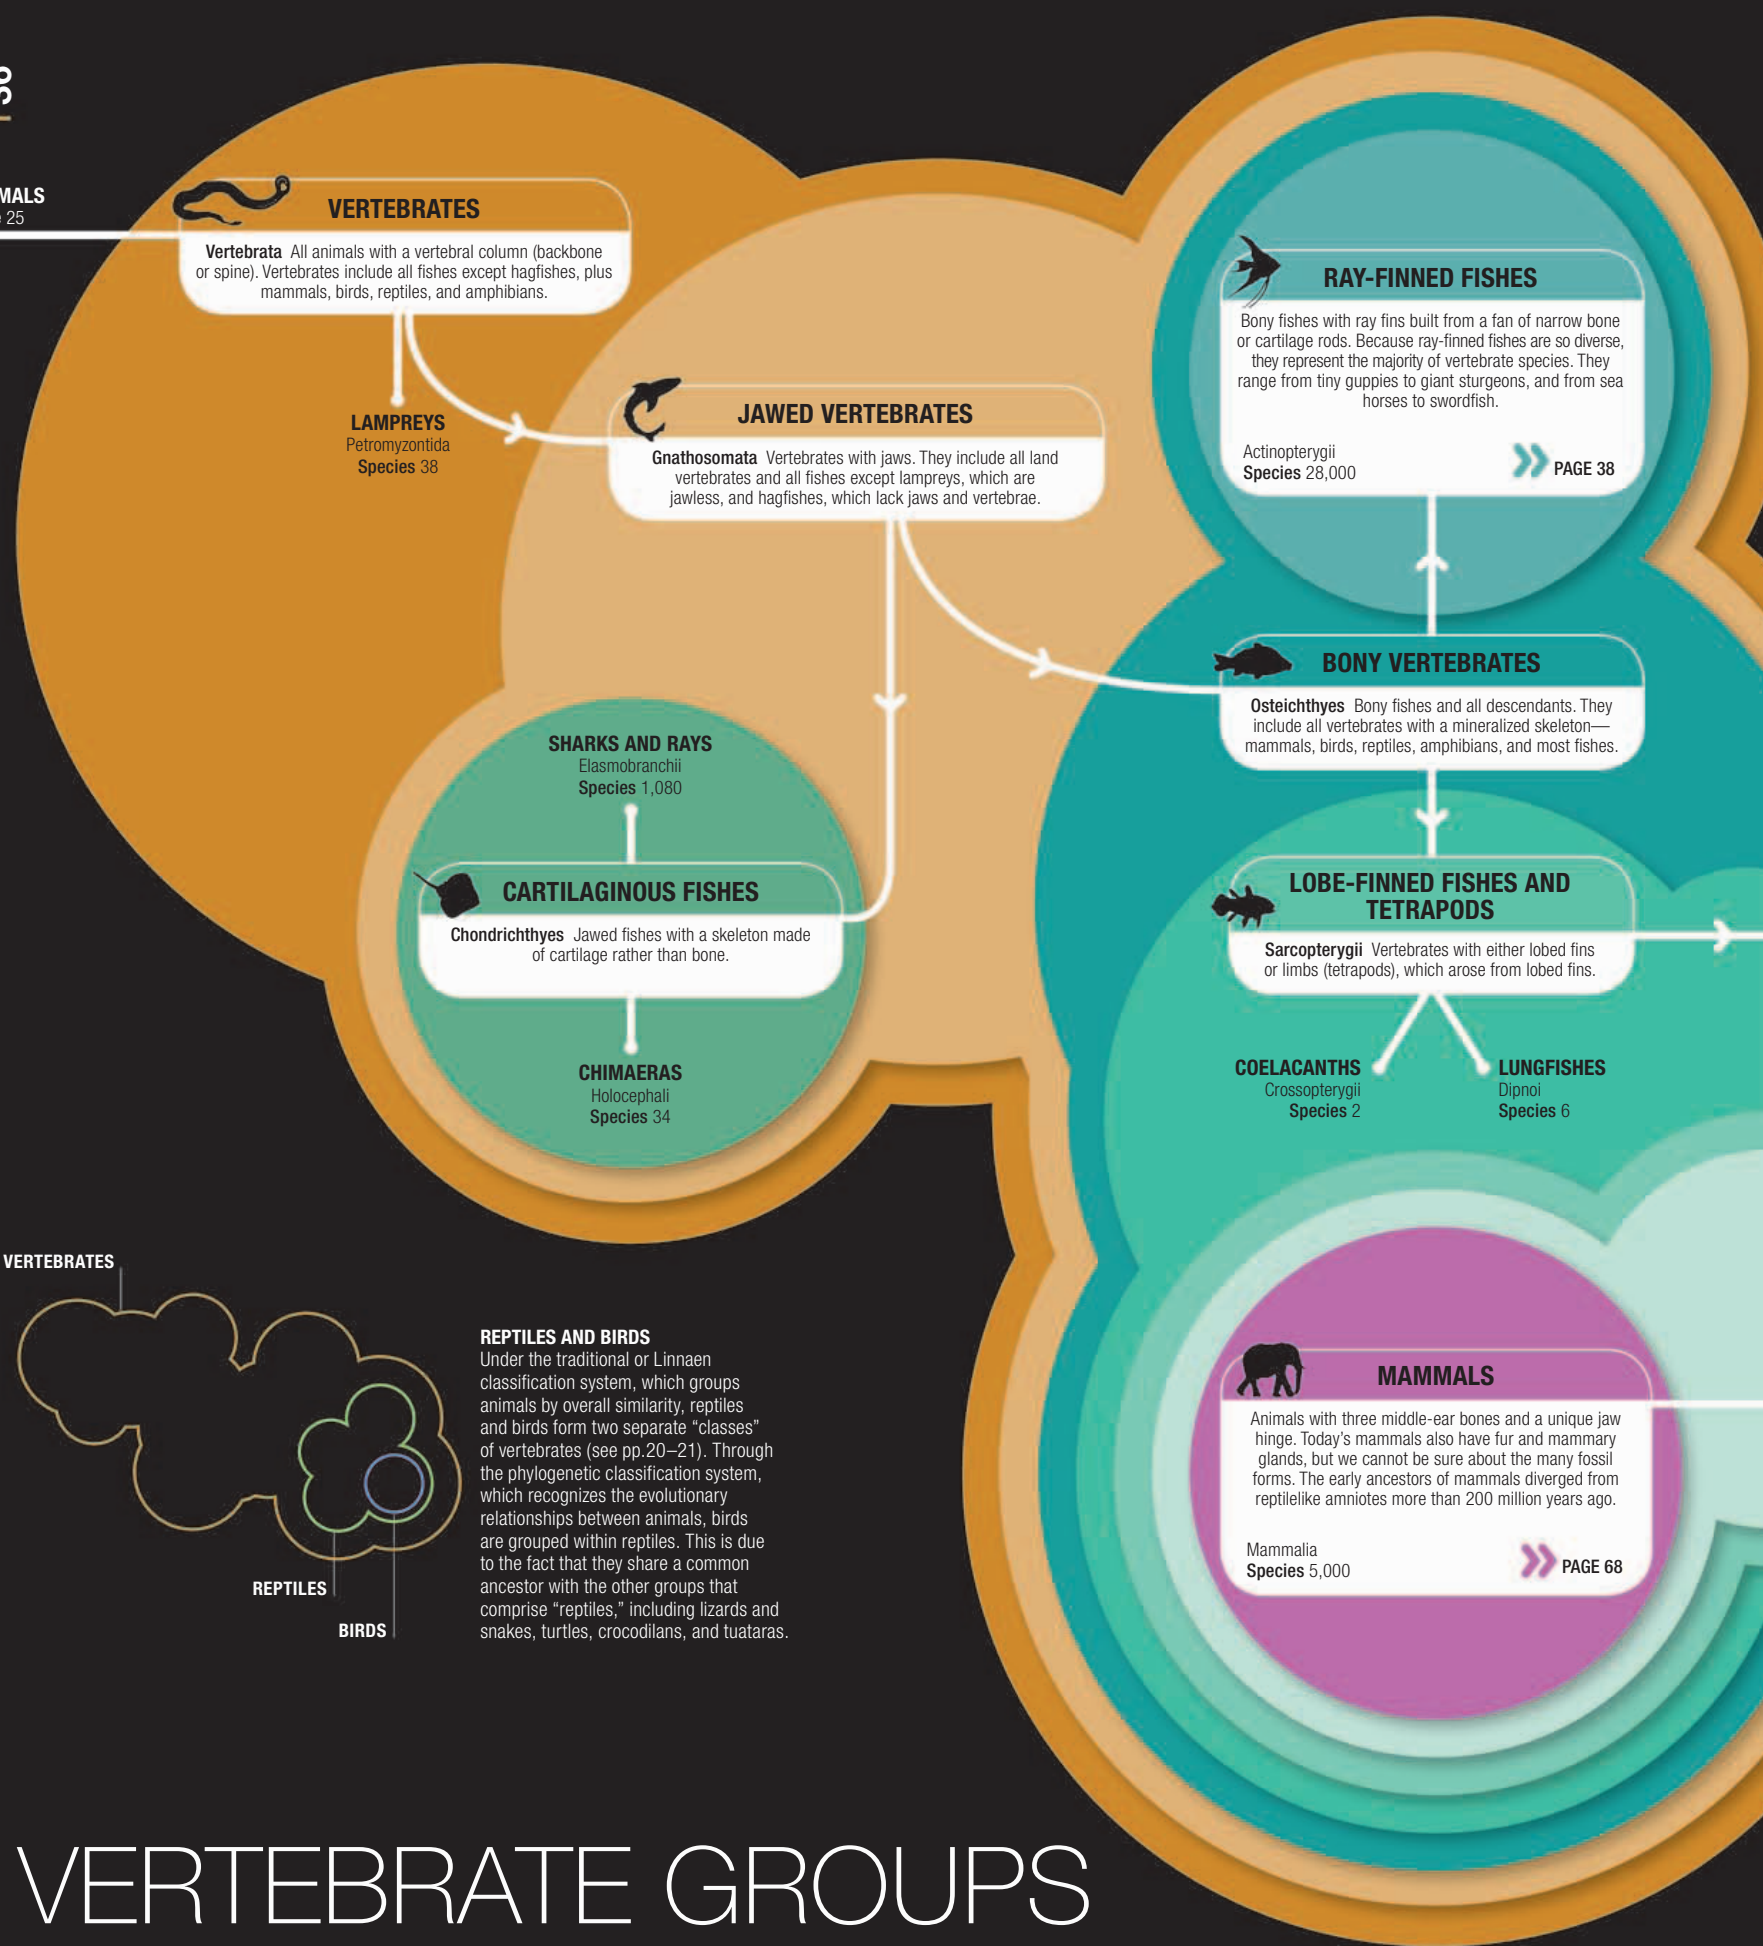 30
MALS
25
VERTEBRATES
Vertebrata All animals with a vertebral column (backbone
or spine). Vertebrates include all fishes except hagfishes, plus
mammals, birds, reptiles, and amphibians.
LAMPREYS
Petromyzontida
Species 38
JAWED VERTEBRATES
Gnathosomata Vertebrates with jaws. They include all land
vertebrates and all fishes except lampreys, which are
jawless, and hagfishes, which lack jaws and vertebrae.
RAY-FINNED FISHES
Bony fishes with ray fins built from a fan of narrow bone
or cartilage rods. Because ray-finned fishes are so diverse,
they represent the majority of vertebrate species. They
range from tiny guppies to giant sturgeons, and from sea
horses to swordfish.
Actinopterygii
Species 28,000
PAGE 38
BONY VERTEBRATES
Osteichthyes Bony fishes and all descendants. They
include all vertebrates with a mineralized skeleton—
mammals, birds, reptiles, amphibians, and most fishes.
SHARKS AND RAYS
Elasmobranchii
Species 1,080
CARTILAGINOUS FISHES
Chondrichthyes Jawed fishes with a skeleton made
of cartilage rather than bone.
CHIMAERAS
Holocephali
Species 34
LOBE-FINNED FISHES AND
TETRAPODS
Sarcopterygii Vertebrates with either lobed fins
or limbs (tetrapods), which arose from lobed fins.
COELACANTHS
Crossopterygii
Species 2
LUNGFISHES
Dipnoi
Species 6
VERTEBRATES
REPTILES
BIRDS
REPTILES AND BIRDS
Under the traditional or Linnaen
classification system, which groups
animals by overall similarity, reptiles
and birds form two separate “classes”
of vertebrates (see pp.20–21). Through
the phylogenetic classification system,
which recognizes the evolutionary
relationships between animals, birds
are grouped within reptiles. This is due
to the fact that they share a common
ancestor with the other groups that
comprise “reptiles,” including lizards and
snakes, turtles, crocodilans, and tuataras.
MAMMALS
Animals with three middle-ear bones and a unique jaw
hinge. Today’s mammals also have fur and mammary
glands, but we cannot be sure about the many fossil
forms. The early ancestors of mammals diverged from
reptilelike amniotes more than 200 million years ago.
Mammalia
Species 5,000
PAGE 68
VERTEBRATE GROUPS